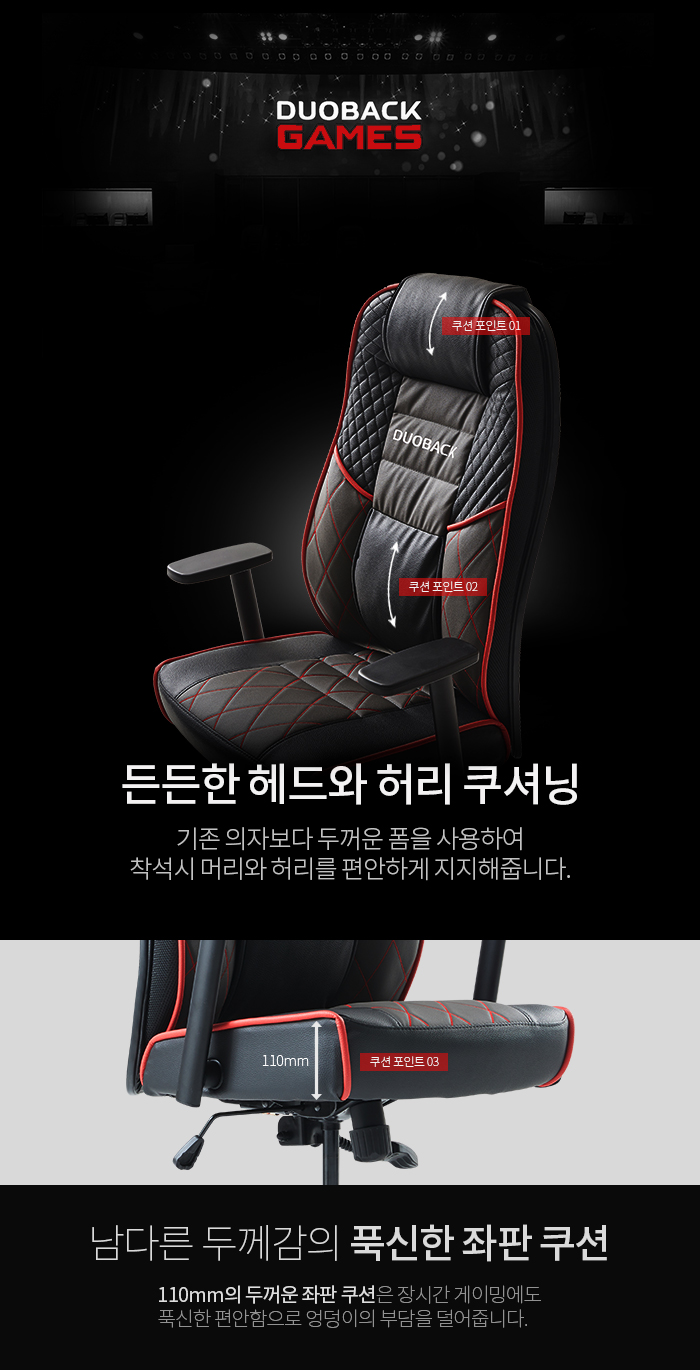 DUOBACK
GAMES
쿠션 포인트 01
DUOBACK
쿠션 포인트 02
든든한 헤드와 허리 쿠셔닝
기존 의자보다 두꺼운 폼을 사용하여
착석시 머리와 허리를 편안하게 지지해줍니다.
110mm
쿠션 포인트 03
남다른 두께감의 푹신한 좌판 쿠션
110mm의 두꺼운 좌판 쿠션은 장시간 게이밍에도
푹신한 편안함으로 엉덩이의 부담을 덜어줍니다.